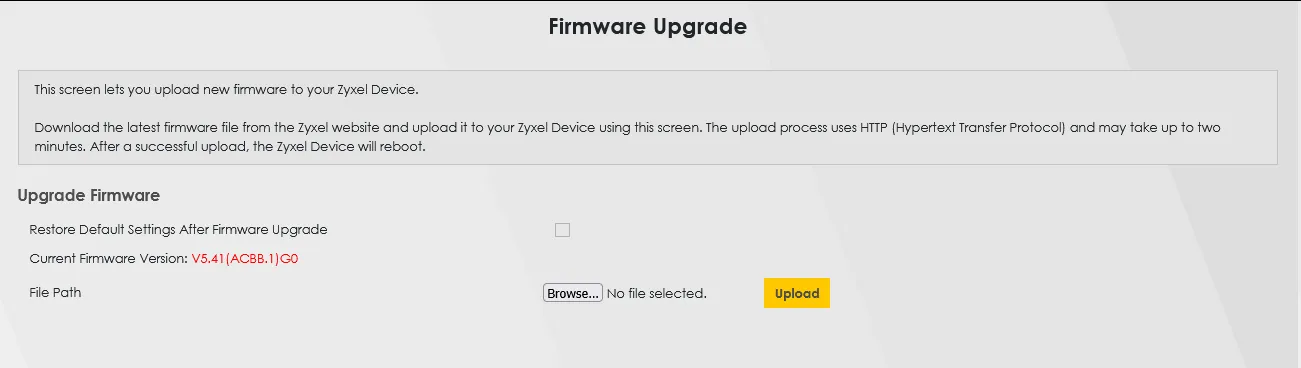 Firmware Upgrade
This screen lets you upload new firmware to your Zyxel Device.
Download the latest firmware file from the Zyxel website and upload it to your Zyxel Device using this screen. The upload process uses HTTP (Hypertext Transfer Protocol) and may take up to two
minutes. After a successful upload, the Zyxel Device will reboot.
Upgrade Firmware
Restore Default Settings After Firmware Upgrade
Current Firmware Version: V5.41(ACBB.1)G0
File Path Browse... No file selected. Upload